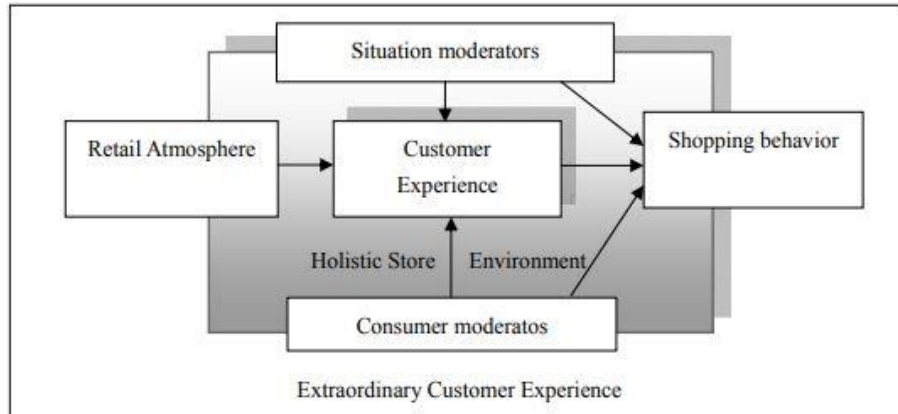 Situation moderators
Retail Atmosphere
Customer
Experience
Shopping behavior
Holistic Store Environment
Consumer moderatos
Extraordinary Customer Experience